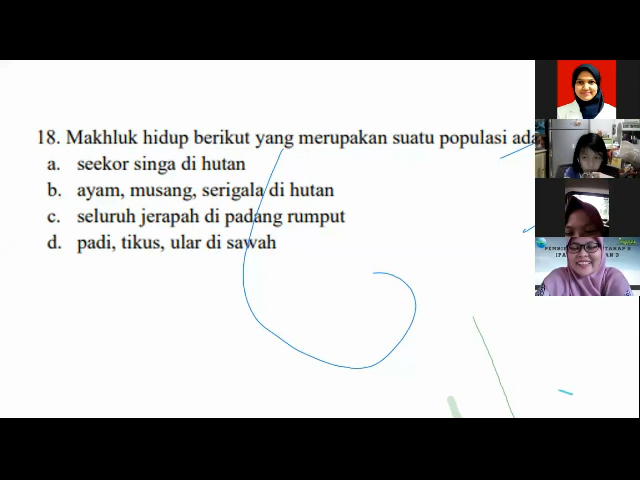 18. Makhluk hidup berikut yang merupakan suatu populasi ada
a. seekor singa di hutan
b. ayam, musang, serigala di hutan
c. seluruh jerapah di padang rumput
d. padi, tikus, ular di sawah